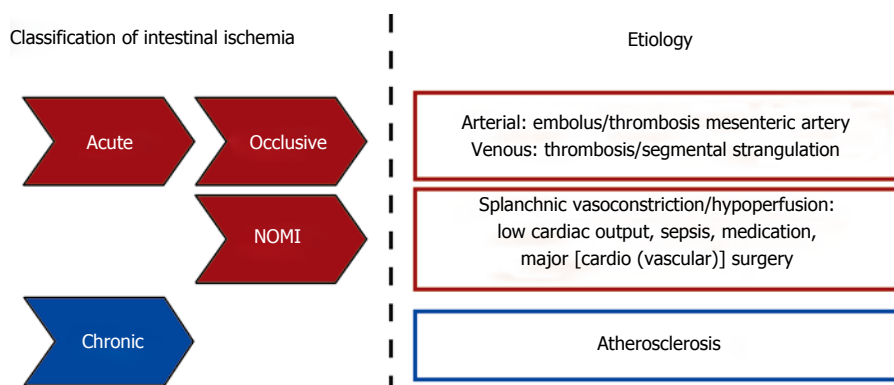 Classification of intestinal ischemia
Etiology
Acute
Occlusive
Arterial: embolus/thrombosis mesenteric artery
Venous: thrombosis/segmental strangulation
NOMI
Splanchnic vasoconstriction/hypoperfusion:
low cardiac output, sepsis, medication,
major [cardio (vascular)] surgery
Chronic
Atherosclerosis